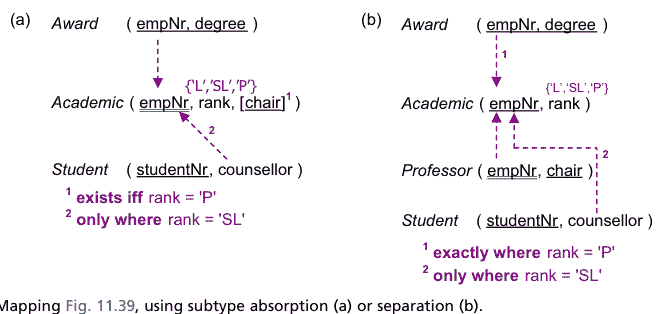 (a) Award ( empNr, degree )
{'L','SL','P'}
Academic ( empNr, rank, [chair]1 )
2
Student ( studentNr, counsellor )
1 exists iff rank = 'P'
2 only where rank = 'SL'
(b) Award ( empNr, degree )
1
{'L','SL','P'}
Academic ( empNr, rank )
2
Professor ( empNr, chair )
Student ( studentNr, counsellor )
1 exactly where rank = 'P'
2 only where rank = 'SL'
Mapping Fig. 11.39, using subtype absorption (a) or separation (b).